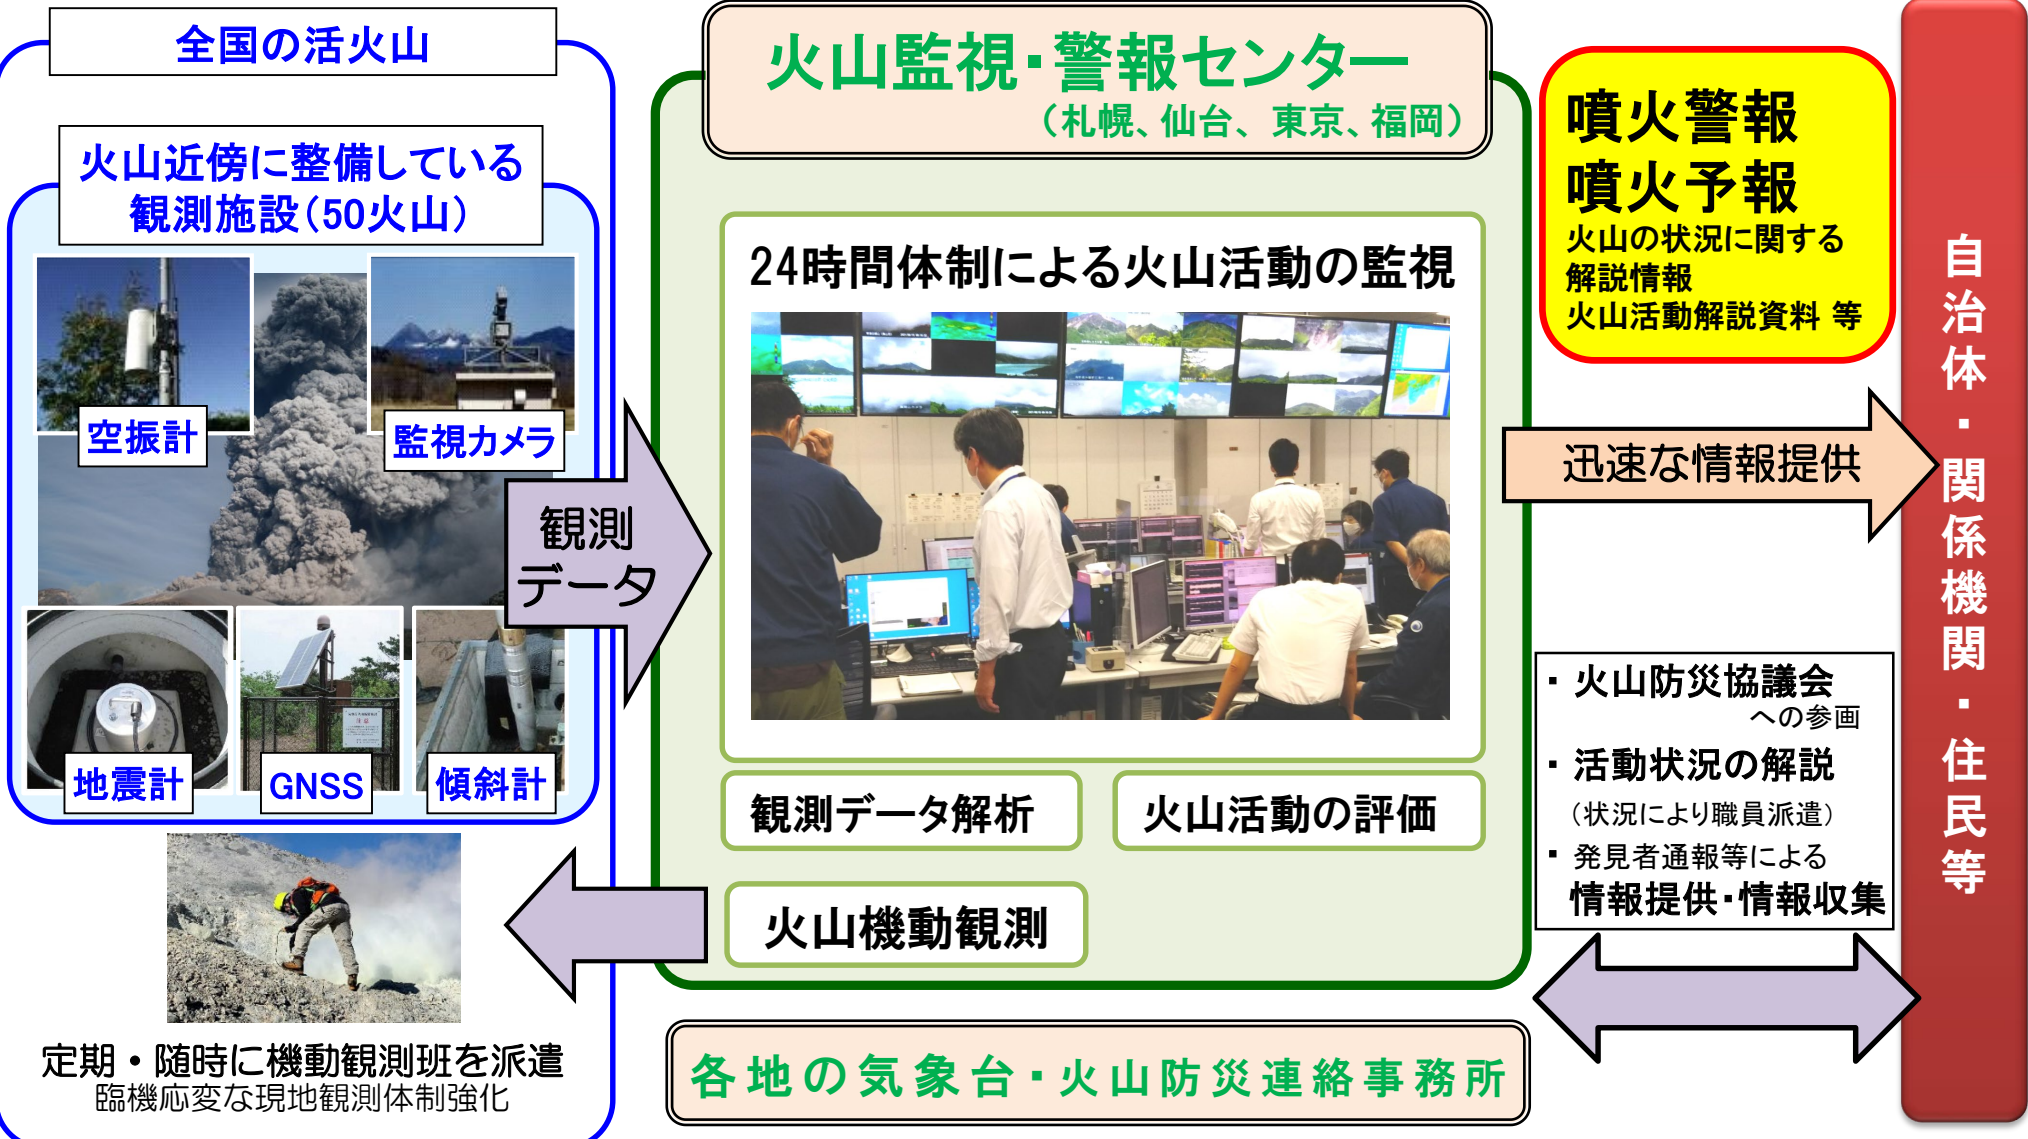 全国の活火山
火山近傍に整備している
観測施設(50火山)
空振計
監視カメラ
地震計
GNSS
傾斜計
観測
データ
定期・随時に機動観測班を派遣
臨機応変な現地観測体制強化
火山監視・警報センター
(札幌、仙台、東京、福岡)
24時間体制による火山活動の監視
観測データ解析
火山活動の評価
火山機動観測
各地の気象台・火山防災連絡事務所
噴火警報
噴火予報
火山の状況に関する
解説情報
火山活動解説資料 等
迅速な情報提供
・火山防災協議会
への参画
・活動状況の解説
(状況により職員派遣)
・発見者通報等による
情報提供・情報収集
自治体・関係機関・住民等